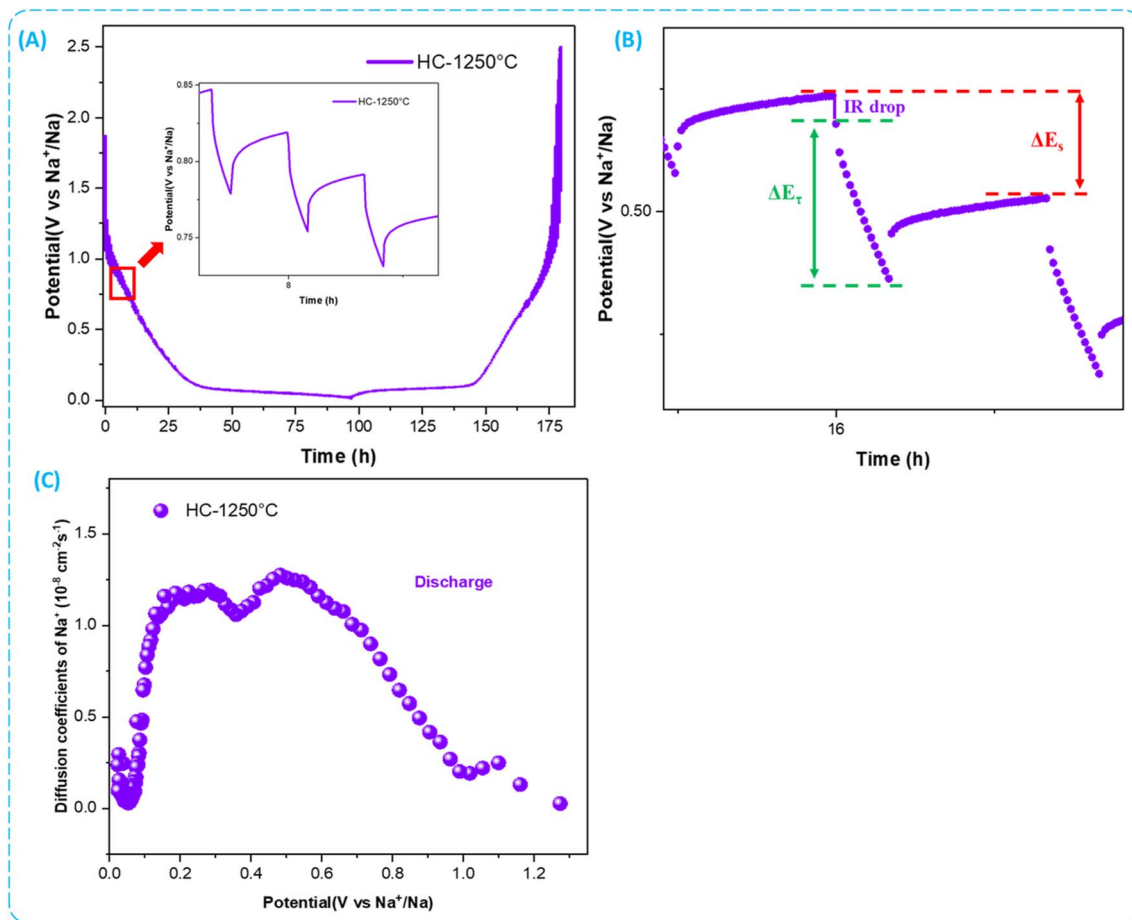 (A)
Potential(V vs Na⁺/Na)
2.5
2.0
1.5
1.0
0.5
0.0
HC-1250°C
Potential(V vs Na⁺/Na)
0.85
0.80
0.75
HC-1250°C
8
Time (h)
0 25 50 75 100 125 150 175
Time (h)
(B)
Potential(V vs Na⁺/Na)
0.50
IR drop
ΔEₛ
ΔEτ
16
Time (h)
(C)
Diffusion coefficients of Na⁺ (10⁻⁸ cm⁻²s⁻¹)
1.5
1.0
0.5
0.0
HC-1250°C
Discharge
0.0 0.2 0.4 0.6 0.8 1.0 1.2
Potential(V vs Na⁺/Na)